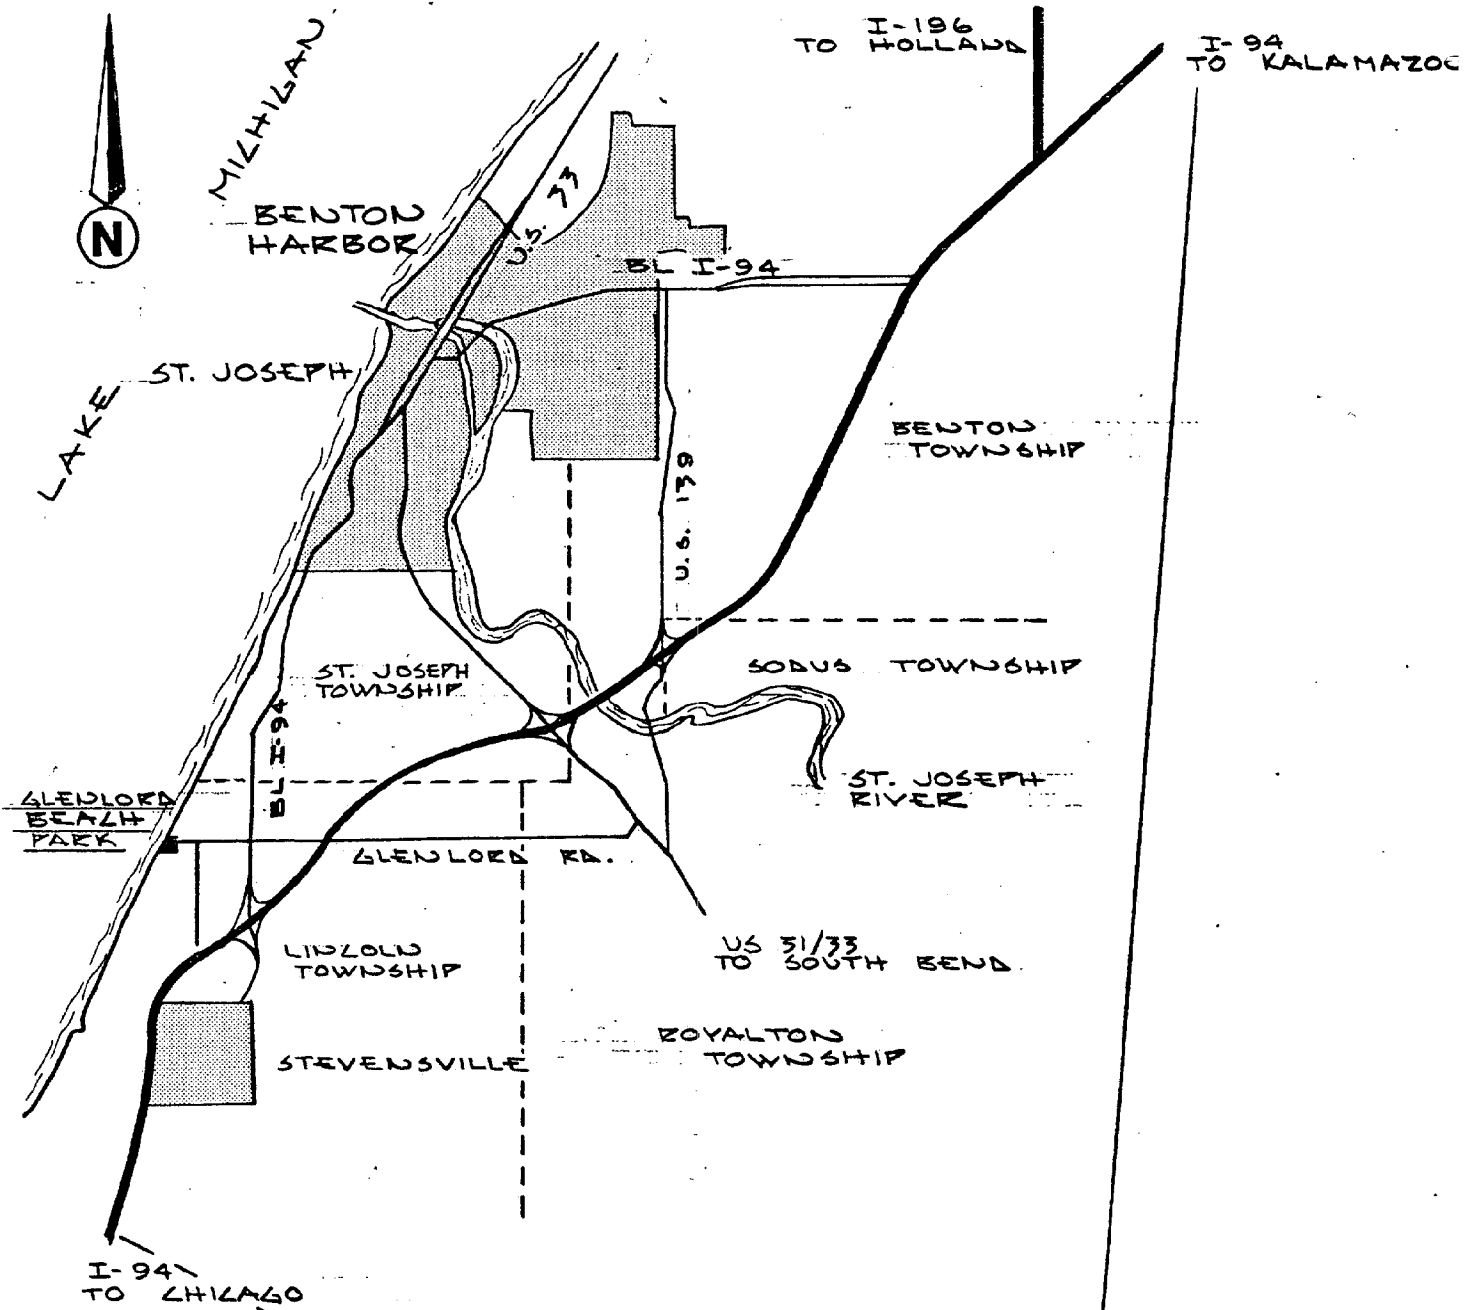 I-196
TO HOLLAND
I-94
TO KALAMAZOO
MICHIGAN
N
BENTON
HARBOR
U.S. 33
BL I-94
ST. JOSEPH
LAKE
BENTON
TOWNSHIP
U.S. 139
ST. JOSEPH
TOWNSHIP
SODUS TOWNSHIP
BL I-94
ST. JOSEPH
RIVER
GLENLORD
BEACH
PARK
GLENLORD RD.
LINCOLN
TOWNSHIP
US 31/33
TO SOUTH BEND
ROYALTON
TOWNSHIP
STEVENSVILLE
I-94
TO CHICAGO